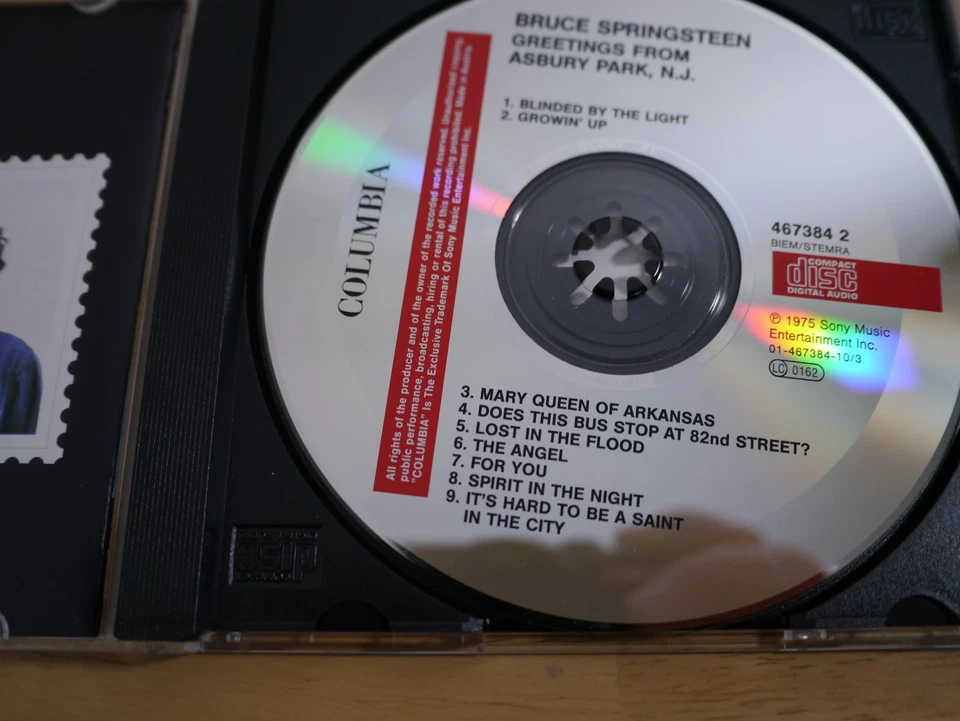 BRUCE SPRINGSTEEN
GREETINGS FROM
ASBURY PARK, N.J.
1. BLINDED BY THE LIGHT
2. GROWIN' UP
COLUMBIA
All rights of the producer and of the owner of the recorded work reserved. Unauthorised copying
public performance, broadcasting, hiring or rental of this recording prohibited. Made in Austria
"COLUMBIA" Is The Exclusive Trademark Of Sony Music Entertainment Inc.
467384 2
BIEM/STEMRA
COMPACT
disc
DIGITAL AUDIO
℗ 1975 Sony Music
Entertainment Inc.
01-467384-10/3
LC 0162
3. MARY QUEEN OF ARKANSAS
4. DOES THIS BUS STOP AT 82nd STREET?
5. LOST IN THE FLOOD
6. THE ANGEL
7. FOR YOU
8. SPIRIT IN THE NIGHT
9. IT'S HARD TO BE A SAINT
IN THE CITY